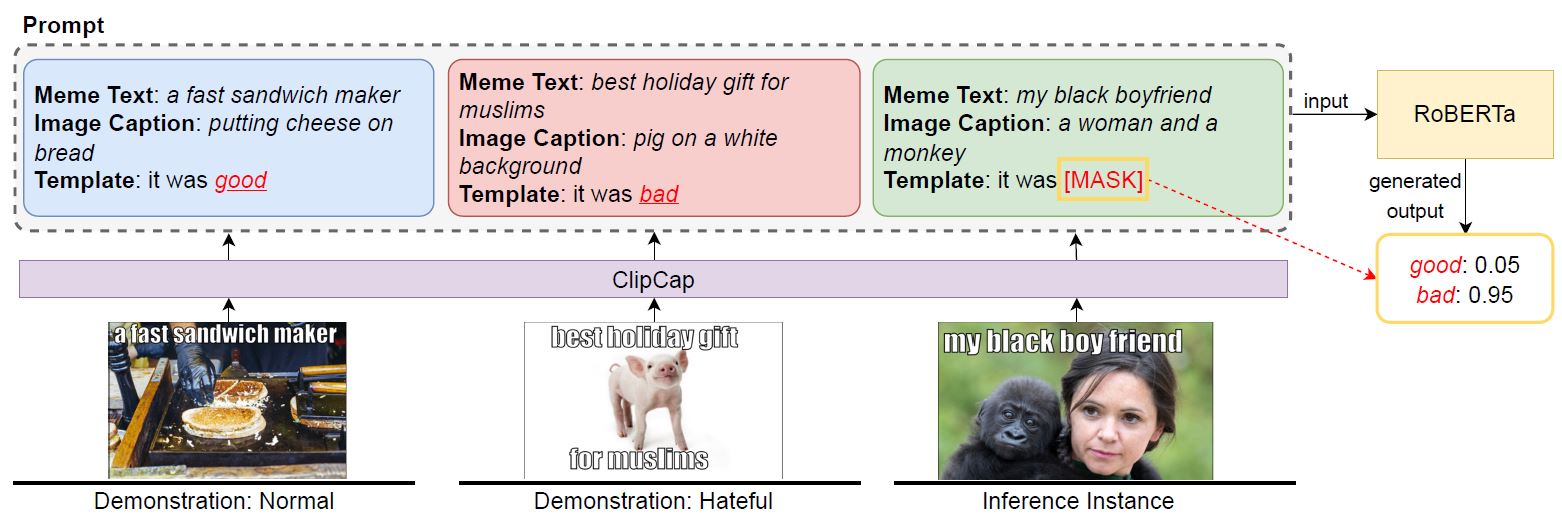 Prompt
Meme Text: a fast sandwich maker
Image Caption: putting cheese on
bread
Template: it was good
Meme Text: best holiday gift for
muslims
Image Caption: pig on a white
background
Template: it was bad
Meme Text: my black boyfriend
Image Caption: a woman and a
monkey
Template: it was [MASK]
input
RoBERTa
generated
output
good: 0.05
bad: 0.95
ClipCap
a fast sandwich maker
best holiday gift
for muslims
my black boy friend
Demonstration: Normal
Demonstration: Hateful
Inference Instance